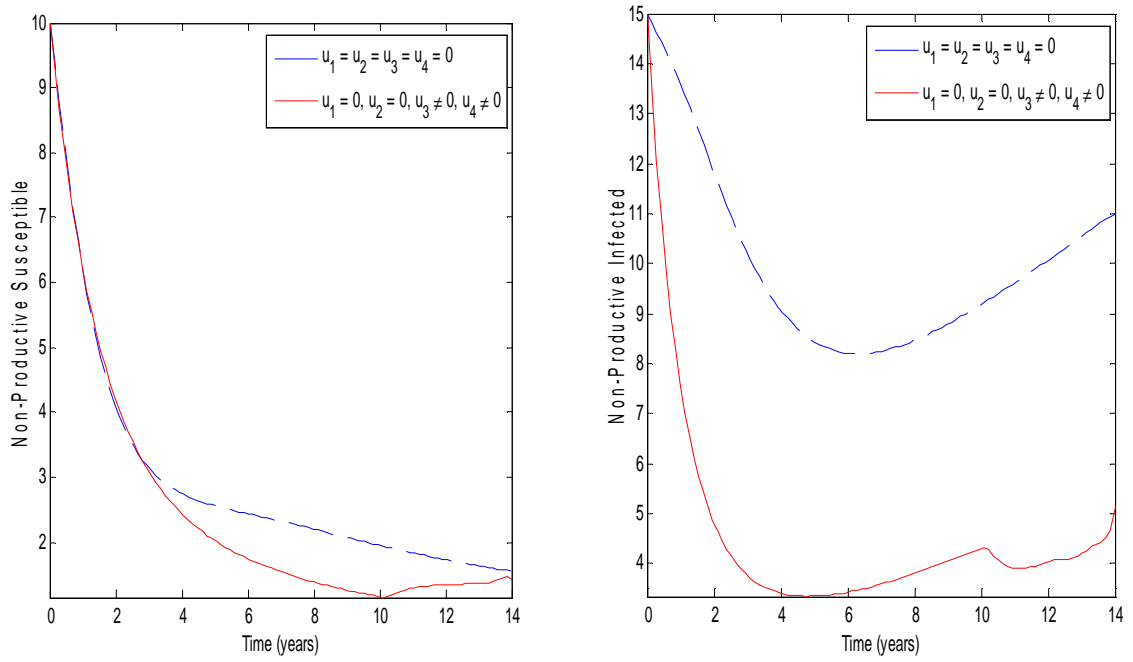 Non-Productive Susceptible
10
9
8
7
6
5
4
3
2
0 2 4 6 8 10 12 14
Time (years)
u1 = u2 = u3 = u4 = 0
u1 = 0, u2 = 0, u3 ≠ 0, u4 ≠ 0
Non-Productive Infected
15
14
13
12
11
10
9
8
7
6
5
4
0 2 4 6 8 10 12 14
Time (years)
u1 = u2 = u3 = u4 = 0
u1 = 0, u2 = 0, u3 ≠ 0, u4 ≠ 0